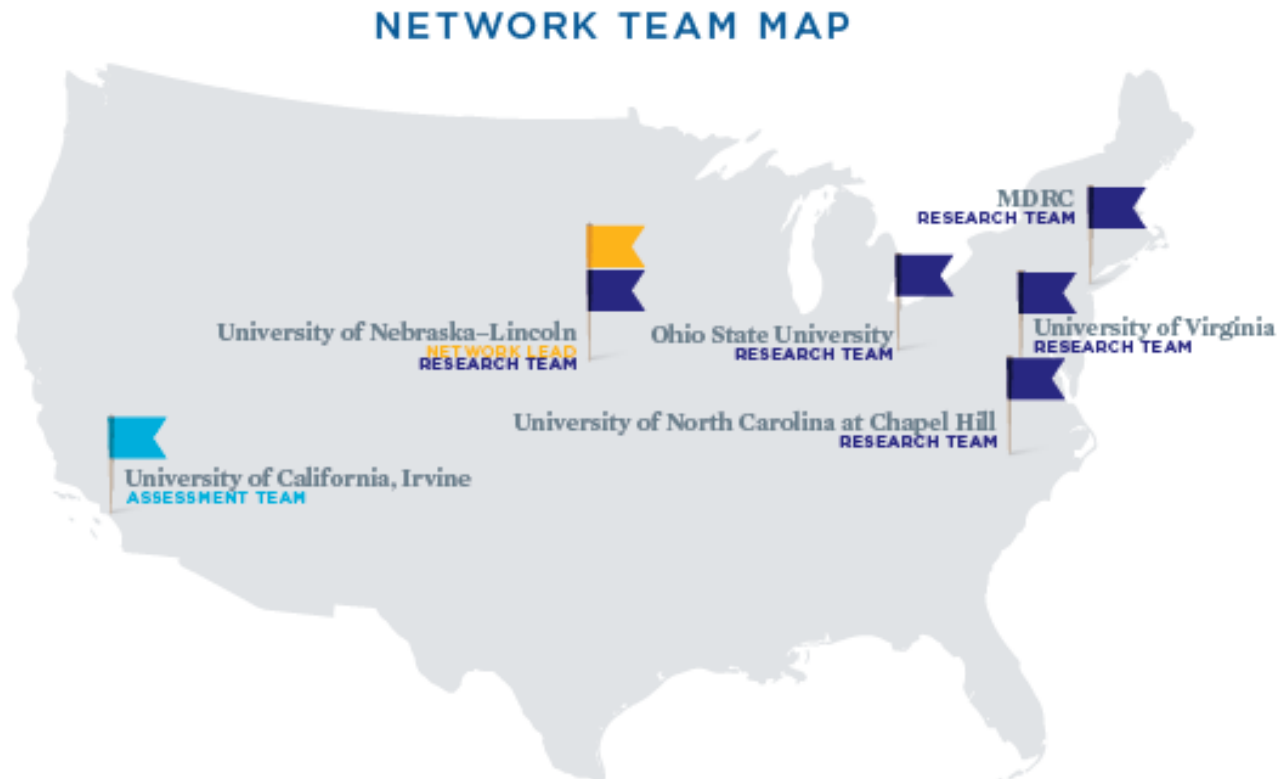 NETWORK TEAM MAP
MDRC
RESEARCH TEAM
University of Nebraska–Lincoln
NETWORK LEAD
RESEARCH TEAM
Ohio State University
RESEARCH TEAM
University of Virginia
RESEARCH TEAM
University of North Carolina at Chapel Hill
RESEARCH TEAM
University of California, Irvine
ASSESSMENT TEAM